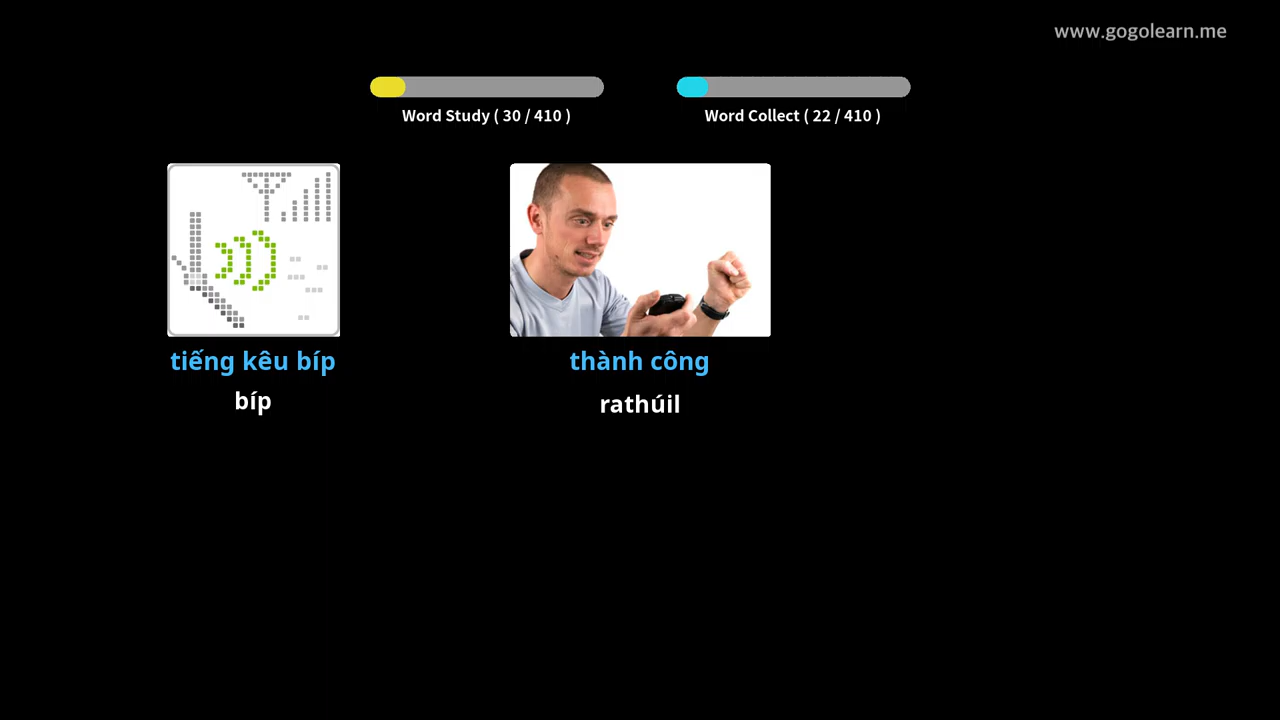 www.gogolearn.me
Word Study ( 30 / 410 )
Word Collect ( 22 / 410 )
tiếng kêu bíp
bíp
thành công
rathúil